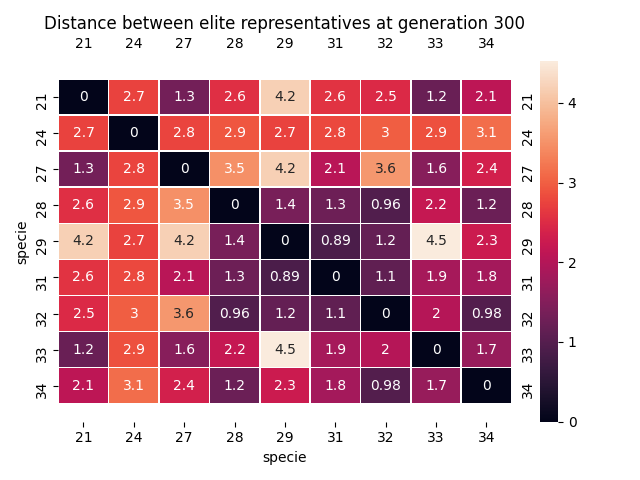 Distance between elite representatives at generation 300
21 24 27 28 29 31 32 33 34
21 0 2.7 1.3 2.6 4.2 2.6 2.5 1.2 2.1 21
24 2.7 0 2.8 2.9 2.7 2.8 3 2.9 3.1 24
27 1.3 2.8 0 3.5 4.2 2.1 3.6 1.6 2.4 27
28 2.6 2.9 3.5 0 1.4 1.3 0.96 2.2 1.2 28
29 4.2 2.7 4.2 1.4 0 0.89 1.2 4.5 2.3 29
31 2.6 2.8 2.1 1.3 0.89 0 1.1 1.9 1.8 31
32 2.5 3 3.6 0.96 1.2 1.1 0 2 0.98 32
33 1.2 2.9 1.6 2.2 4.5 1.9 2 0 1.7 33
34 2.1 3.1 2.4 1.2 2.3 1.8 0.98 1.7 0 34
21 24 27 28 29 31 32 33 34
specie
specie
4
3
2
1
0